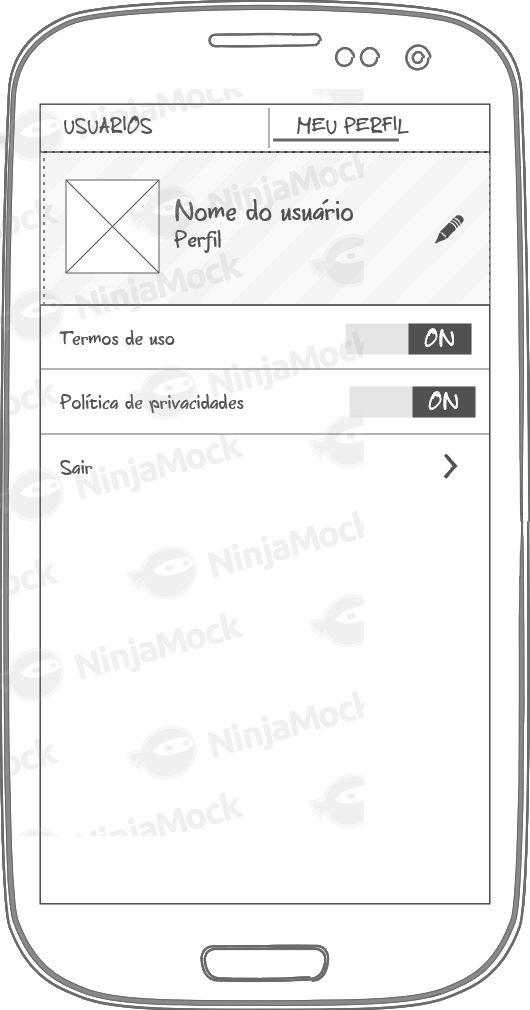 USUARIOS
MEU PERFIL
Nome do usuário
Perfil
Termos de uso
ON
Política de privacidades
ON
Sair
NinjaMock
NinjaMock
NinjaMock
NinjaMock
NinjaMock
NinjaMock
NinjaMock
NinjaMock
NinjaMock